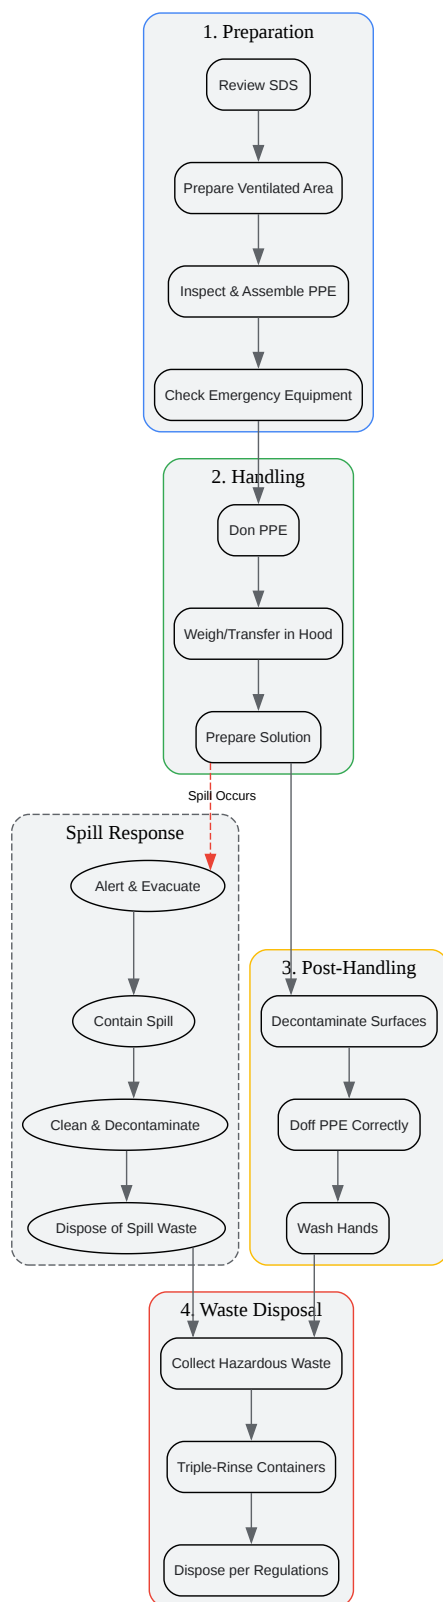 1. Preparation
Review SDS
Prepare Ventilated Area
Inspect & Assemble PPE
Check Emergency Equipment
2. Handling
Don PPE
Weigh/Transfer in Hood
Prepare Solution
Spill Occurs
Spill Response
Alert & Evacuate
Contain Spill
Clean & Decontaminate
Dispose of Spill Waste
3. Post-Handling
Decontaminate Surfaces
Doff PPE Correctly
Wash Hands
4. Waste Disposal
Collect Hazardous Waste
Triple-Rinse Containers
Dispose per Regulations